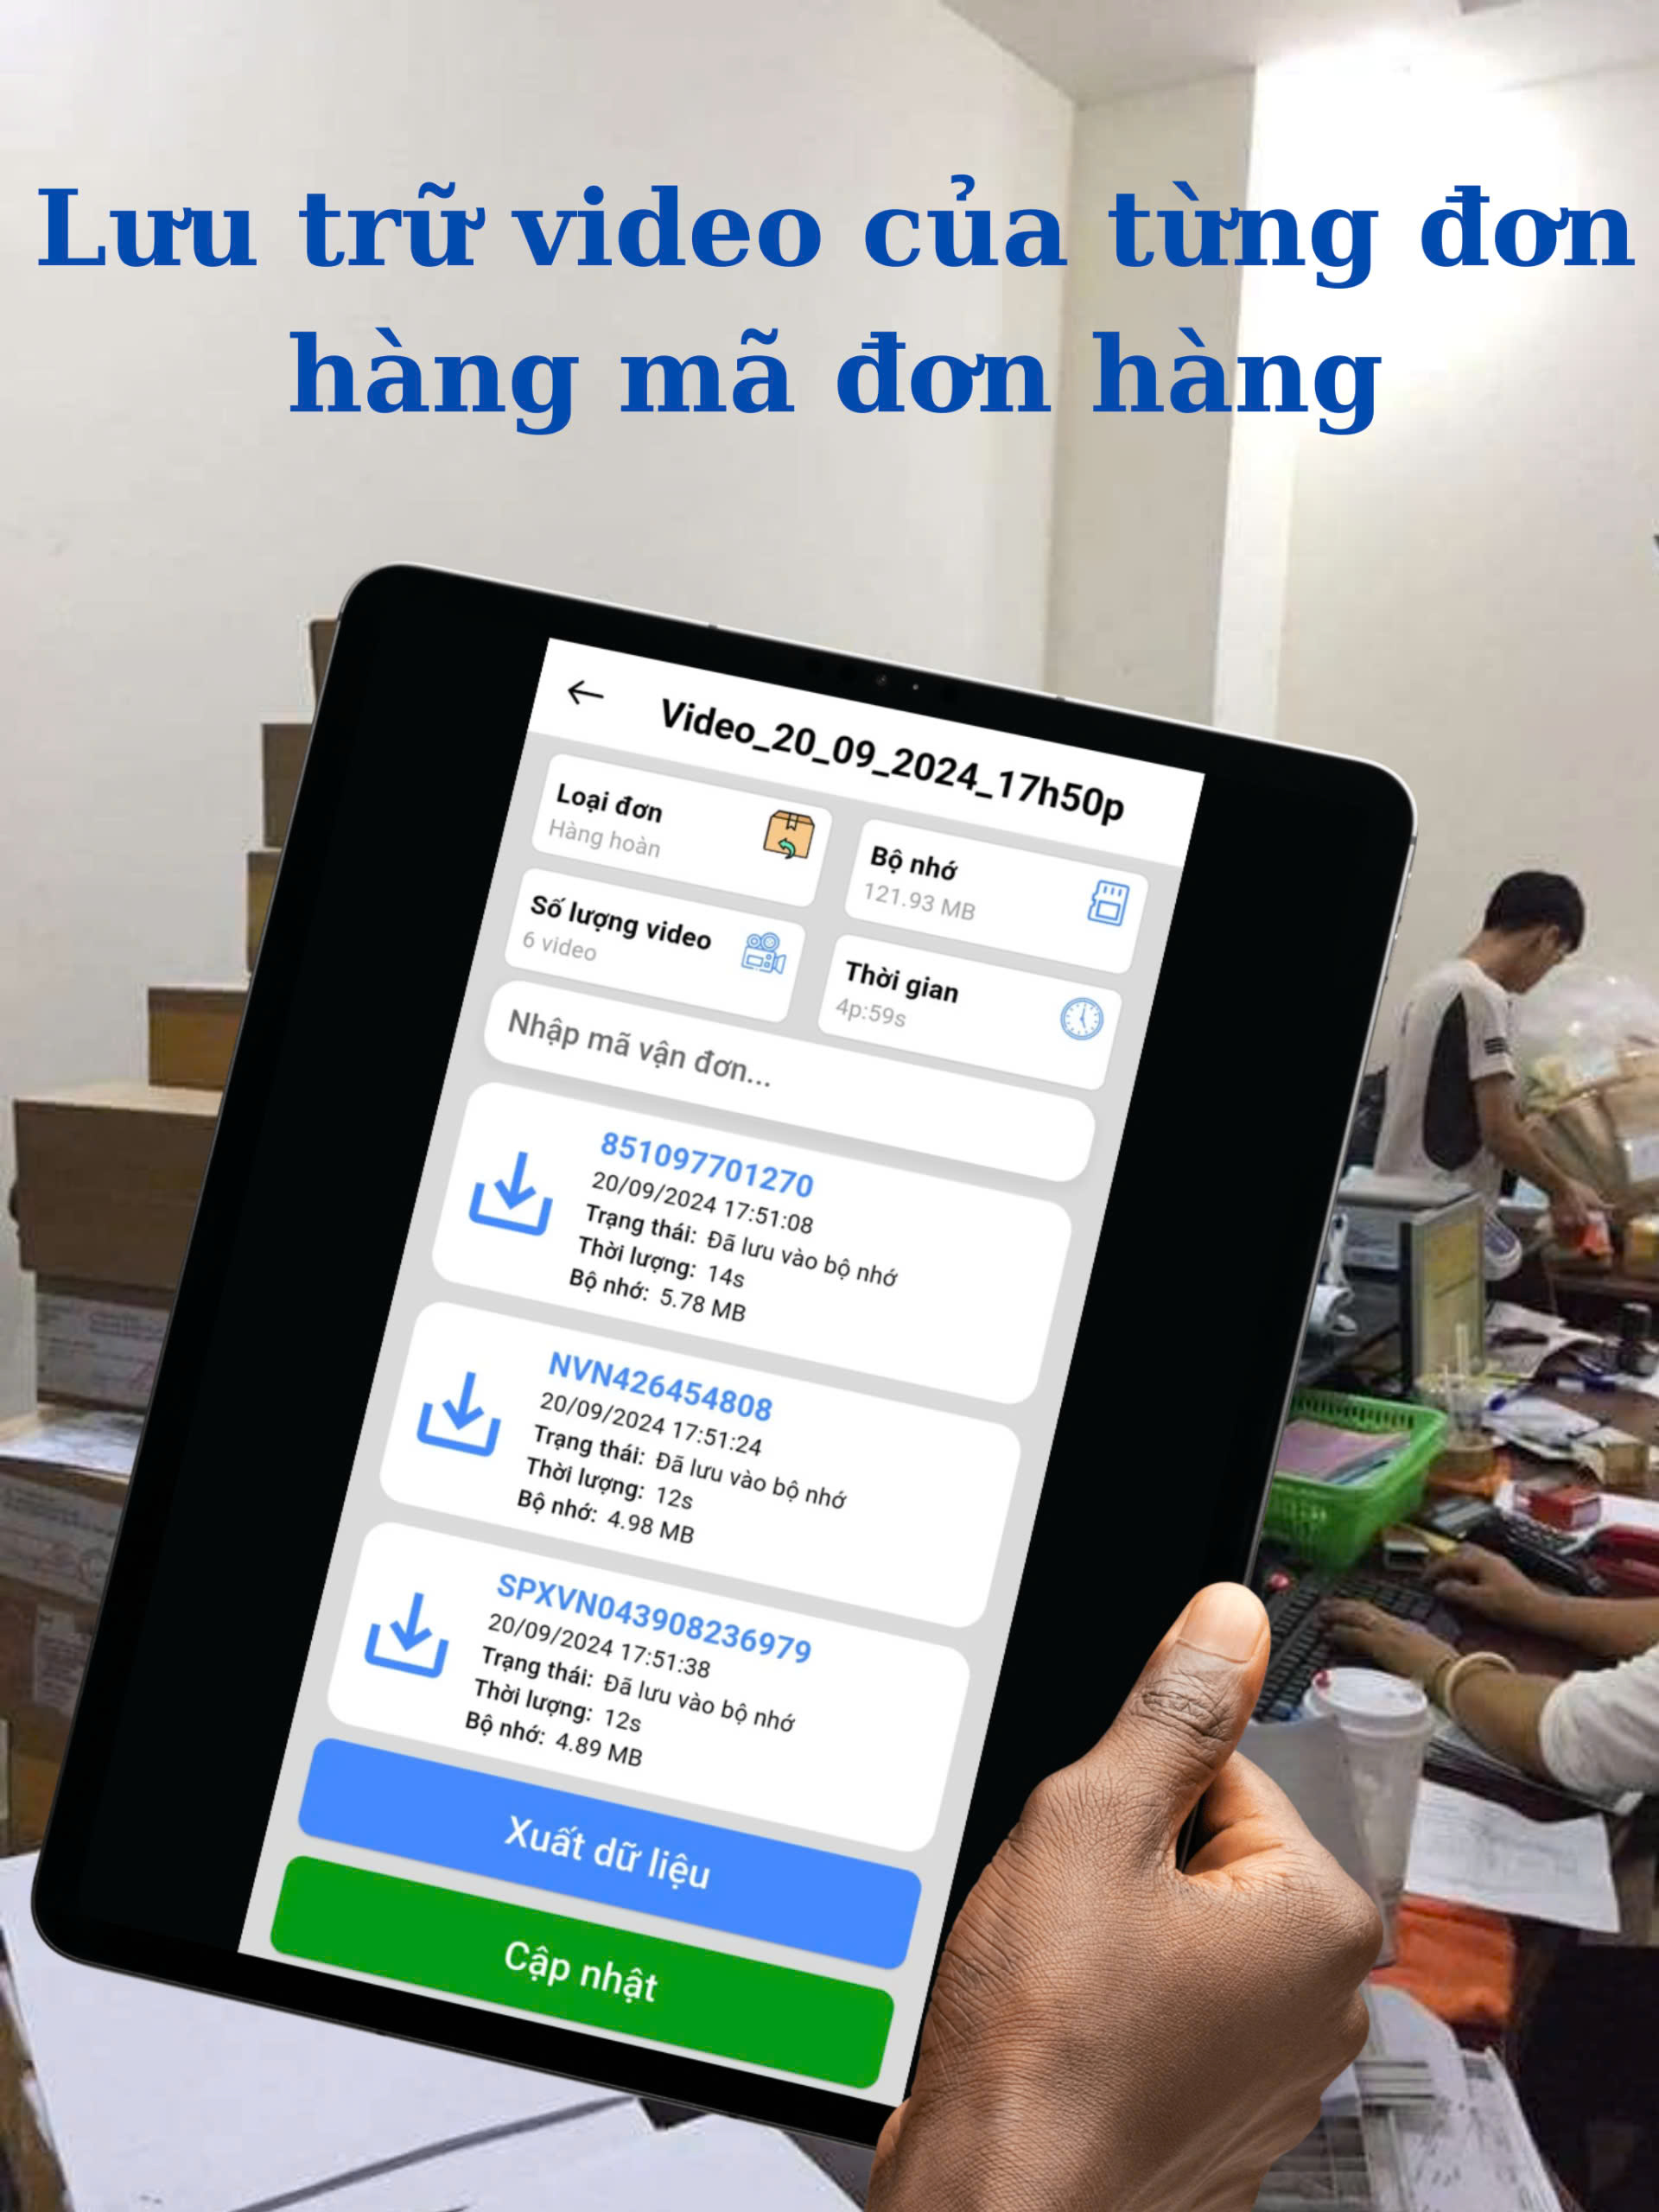 Lưu trữ video của từng đơn
hàng mã đơn hàng
Video_20_09_2024_17h50p
Loại đơn
Hàng hoàn
Bộ nhớ
121.93 MB
Số lượng video
6 video
Thời gian
4p:59s
Nhập mã vận đơn...
851097701270
20/09/2024 17:51:08
Trạng thái: Đã lưu vào bộ nhớ
Thời lượng: 14s
Bộ nhớ: 5.78 MB
NVN426454808
20/09/2024 17:51:24
Trạng thái: Đã lưu vào bộ nhớ
Thời lượng: 12s
Bộ nhớ: 4.98 MB
SPXVN043908236979
20/09/2024 17:51:38
Trạng thái: Đã lưu vào bộ nhớ
Thời lượng: 12s
Bộ nhớ: 4.89 MB
Xuất dữ liệu
Cập nhật